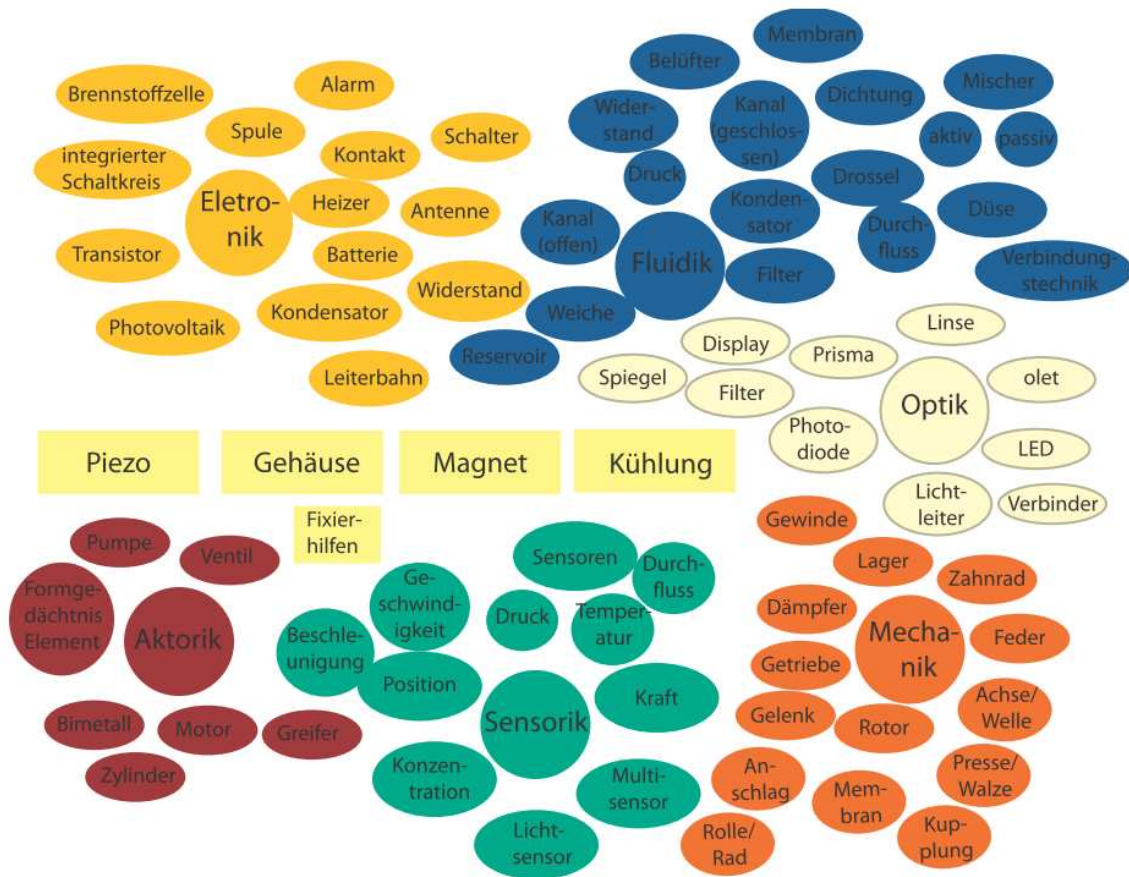 Brennstoffzelle
Alarm
Spule
Schalter
integrierter
Schaltkreis
Kontakt
Eletro-
nik
Heizer
Antenne
Transistor
Batterie
Widerstand
Photovoltaik
Kondensator
Leiterbahn
Membran
Belüfter
Mischer
Dichtung
Wider-
stand
Kanal
(geschlos-
sen)
aktiv
passiv
Druck
Drossel
Konden-
sator
Düse
Kanal
(offen)
Durch-
fluss
Fluidik
Filter
Verbindung-
stechnik
Weiche
Reservoir
Linse
Display
Prisma
Spiegel
Filter
Optik
olet
Photo-
diode
LED
Licht-
leiter
Verbinder
Piezo
Gehäuse
Magnet
Kühlung
Fixier-
hilfen
Pumpe
Ventil
Formge-
dächtnis
Element
Aktorik
Bimetall
Motor
Greifer
Zylinder
Sensoren
Durch-
fluss
Ge-
schwind-
igkeit
Druck
Temper-
atur
Beschle-
unigung
Position
Kraft
Sensorik
Konzen-
tration
Multi-
sensor
Licht-
sensor
Gewinde
Lager
Zahnrad
Dämpfer
Mecha-
nik
Feder
Getriebe
Achse/
Welle
Gelenk
Rotor
An-
schlag
Presse/
Walze
Mem-
bran
Rolle/
Rad
Kup-
plung